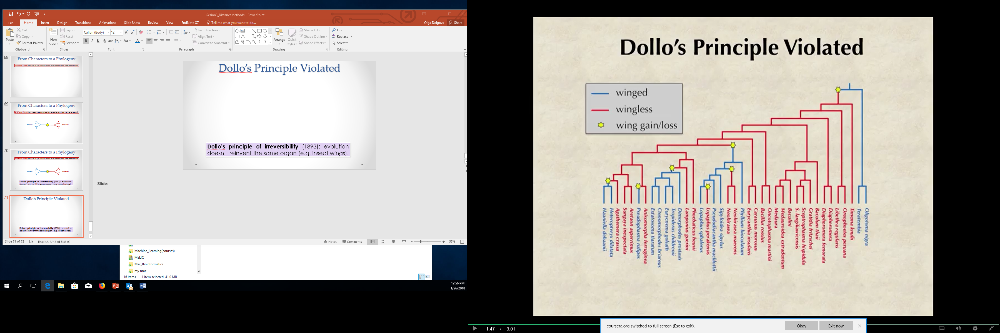 Sesion3_DistanceMethods - PowerPoint
File Home Insert Design Transitions Animations Slide Show Review View EndNote X7 Tell me what you want to do... Olga Dolgova Share
Paste
Cut
Copy
Format Painter
Clipboard
New
Slide
Layout
Reset
Section
Slides
Calibri (Body) 12
B I U S abc AV Aa A
Font
Text Direction
Align Text
Convert to SmartArt
Paragraph
Arrange
Quick
Styles
Shape Fill
Shape Outline
Shape Effects
Drawing
Find
Replace
Select
Editing
68
From Characters to a Phylogeny
69
From Characters to a Phylogeny
70
From Characters to a Phylogeny
Dollo's principle of irreversibility (1893): evolution
doesn't reinvent the same organ (e.g. insect wings).
71
Dollo's Principle Violated
Dollo's principle of irreversibility (1893): evolution
doesn't reinvent the same organ (e.g. insect wings).
Dollo's Principle Violated
Dollo's principle of irreversibility (1893): evolution
doesn't reinvent the same organ (e.g. insect wings).
Slide:
Slide 71 of 72 English (United States)
Notes Comments 55%
Machine_Learning(courses)
MaLIC
Msc_Bioinformatics
my mac
16 items 1 item selected 41.0 MB
12:56 PM
1/26/2018
Dollo's Principle Violated
winged
wingless
wing gain/loss
Haaniella dehaanii
Heteropteryx dilatata
Agathemera crassa
Sungaya inexpectata
Aretaon asperrimus
Pseudophasma rufipes
Anisomorpha ferruginea
Extatosoma tiaratum
Ctenomorphodes briareus
Eurycnema goliath
Tropiderus childrenii
Dimorphodes prostasis
Lamponius guerini
Phoebaticus heusii
Lopaphus sphalerus
Lopaphus perakensis
Pseudodiacantha macklottii
Sipyloidea sipylus
Neohirasea
Neohirasea maerens
Phyllium bioculatum
Eurycanthia insularis
Carausius morosus
Bacillus rossius
Oncotophasma martini
Medaura
Medauroidea extradentum
Baculini
S. langkawicensis
Sceptrophasma hispidula
Gratidia fritzschei
Baculum thaii
Diapheromera femorata
Diapheromera
Libethra regularis
Oreophoetes peruana
Timema knulli
Teratembia
Oligotoma nigra
coursera.org switched to full screen (Esc to exit).
Okay
Exit now
1:47 / 3:01